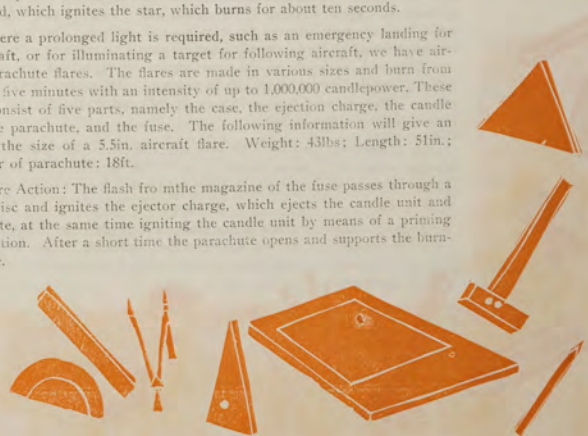 d, which ignites the star, which burns for about ten seconds.
ere a prolonged light is required, such as an emergency landing for
aft, or for illuminating a target for following aircraft, we have air-
rachute flares. The flares are made in various sizes and burn from
five minutes with an intensity of up to 1,000,000 candlepower. These
onsist of five parts, namely the case, the ejection charge, the candle
e parachute, and the fuse. The following information will give an
the size of a 5.5in. aircraft flare. Weight: 43lbs; Length: 51in.;
r of parachute: 18ft.
re Action: The flash fro mthe magazine of the fuse passes through a
isc and ignites the ejector charge, which ejects the candle unit and
te, at the same time igniting the candle unit by means of a priming
tion. After a short time the parachute opens and supports the burn-
r.